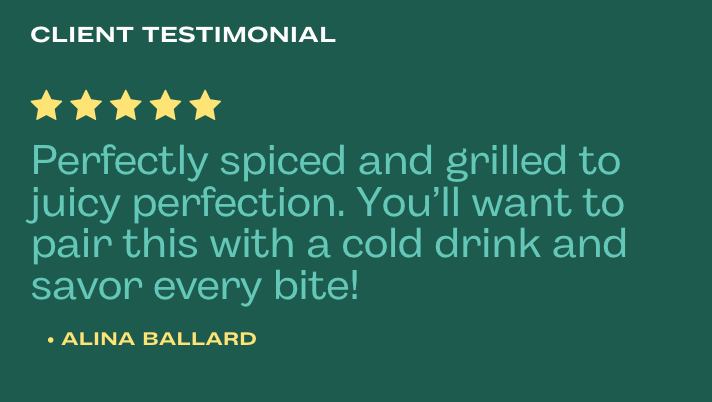 CLIENT TESTIMONIAL
Perfectly spiced and grilled to
juicy perfection. You’ll want to
pair this with a cold drink and
savor every bite!
• ALINA BALLARD